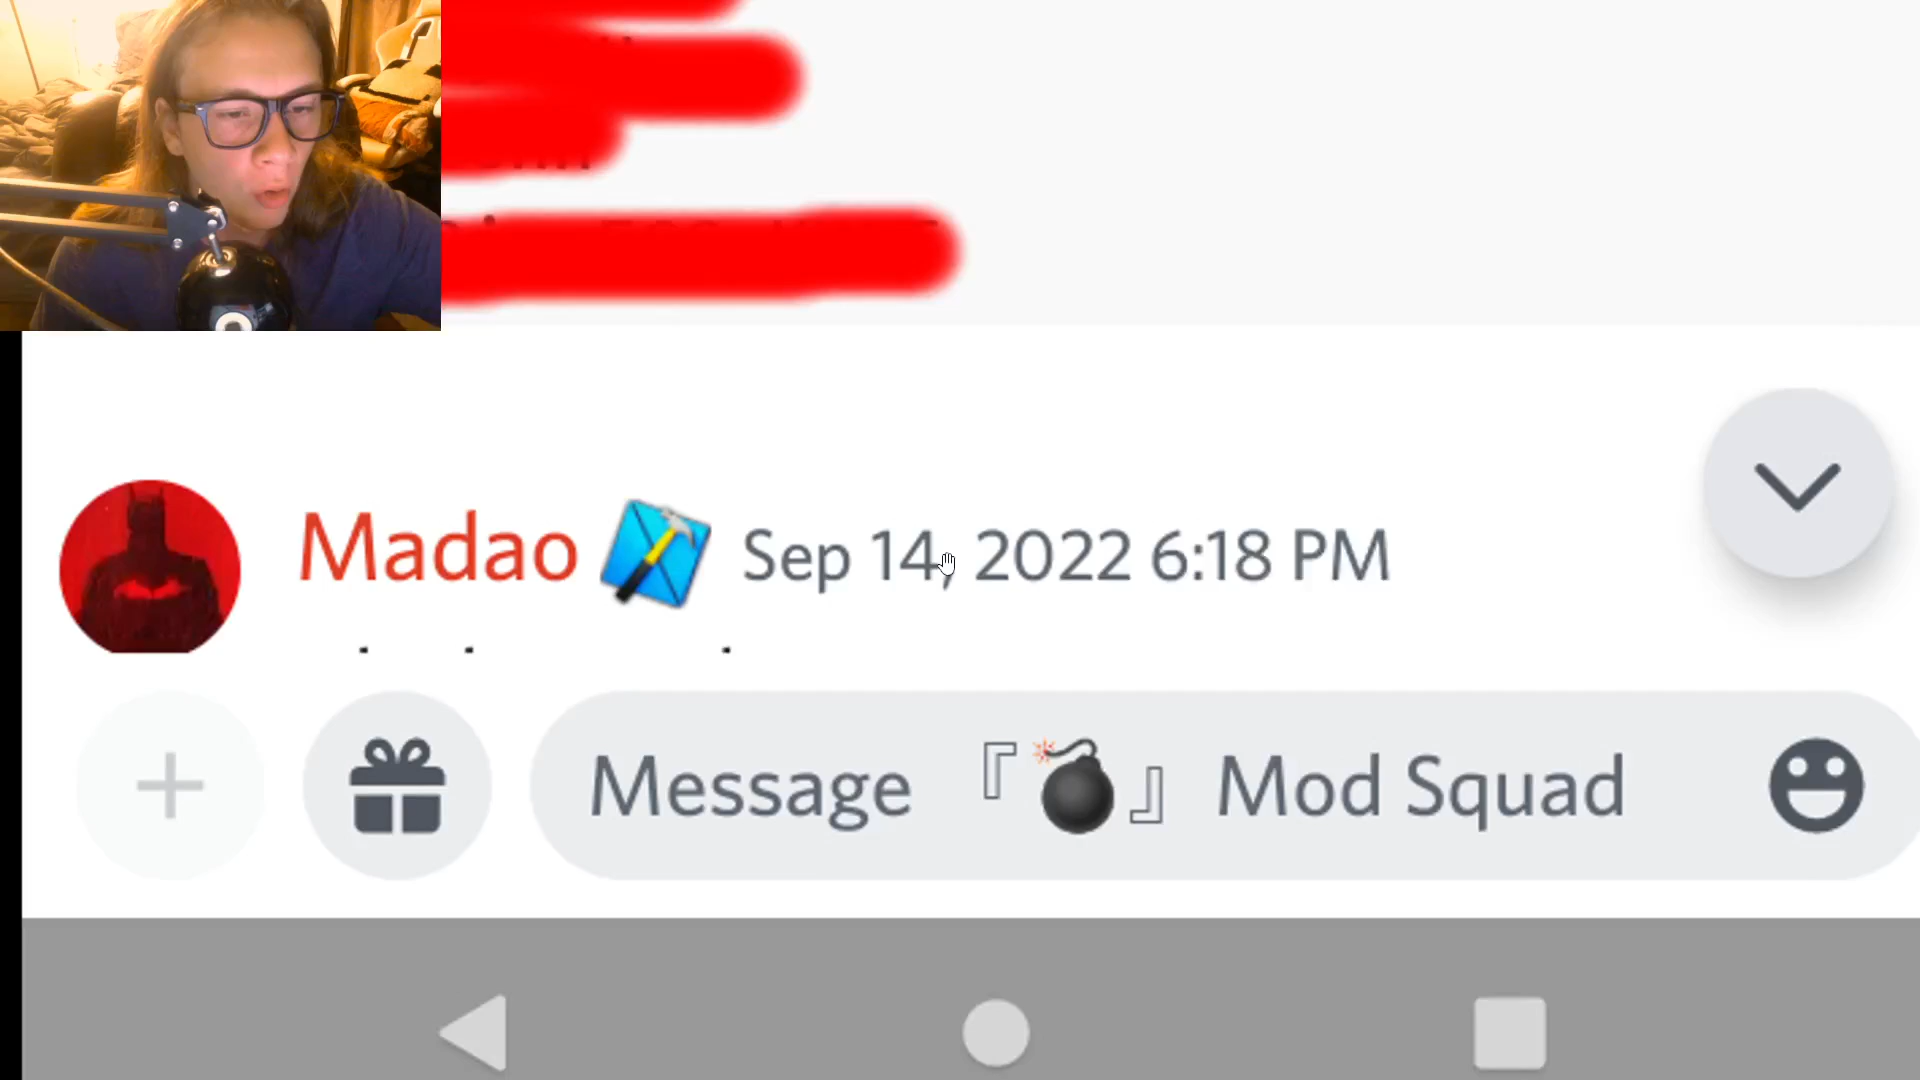 Madao Sep 14, 2022 6:18 PM
Message 『💣』 Mod Squad